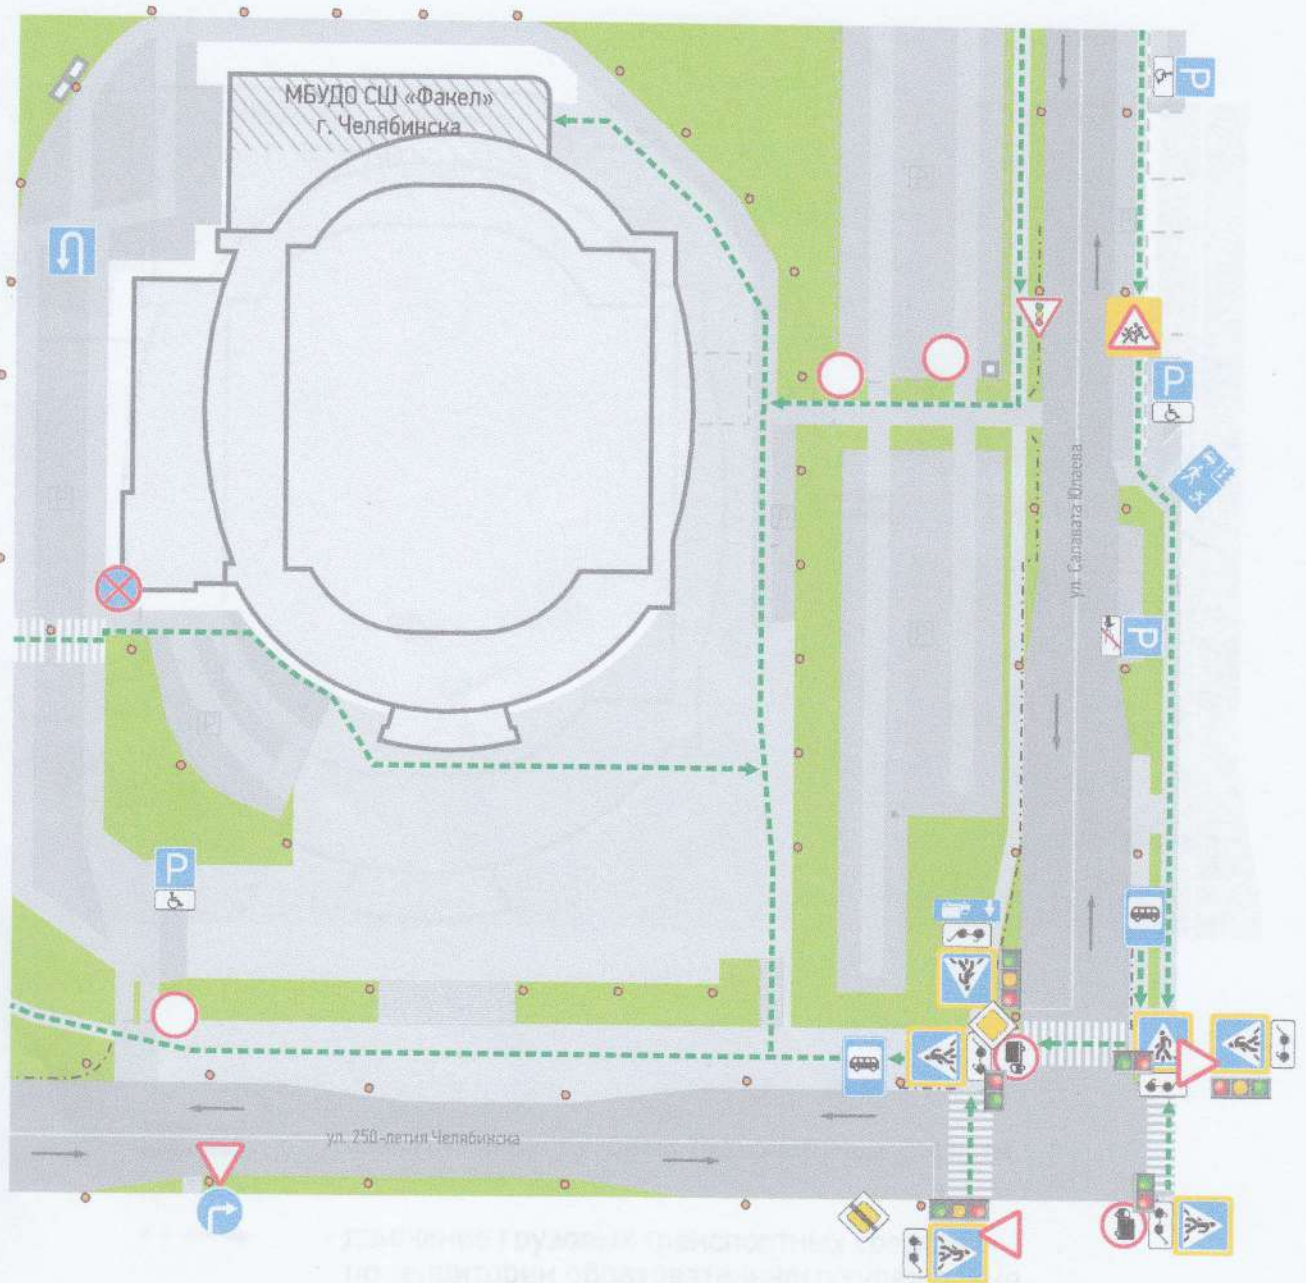 МБУДО СШ «Факел»
г. Челябинска
P
P
ул. Салавата Юлаева
P
P
ул. 250-летия Челябинска